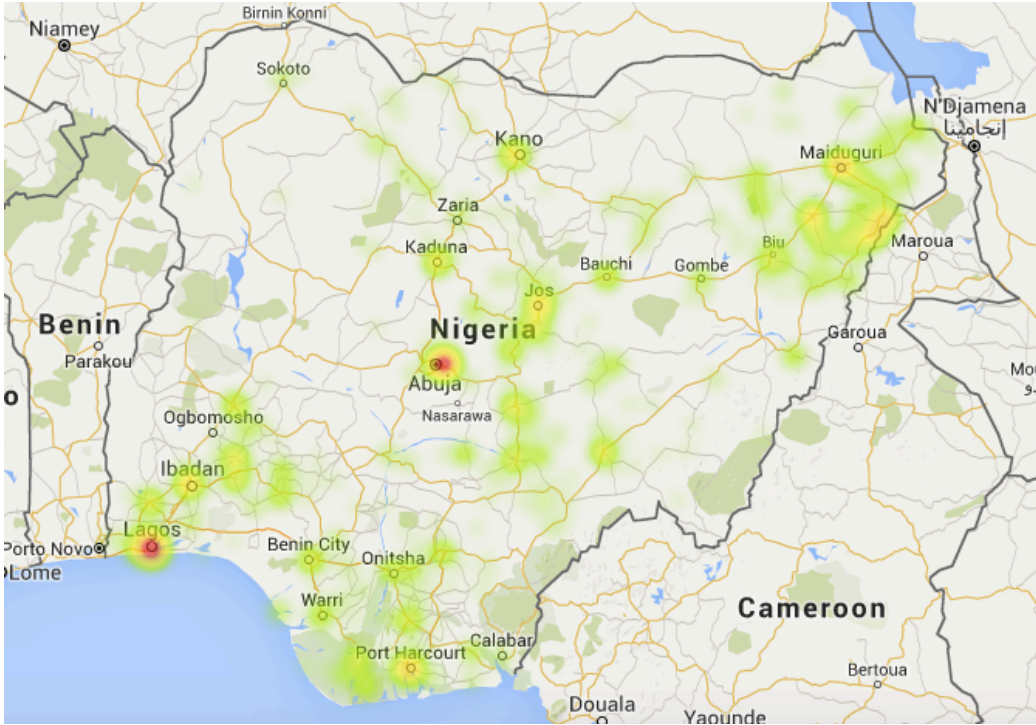 Birnin Konni
Niamey
Sokoto
N'Djamena
إنجامينا
Kano
Maiduguri
Zaria
Maroua
Kaduna
Biu
Bauchi
Gombe
Jos
Benin
Nigeria
Garoua
Parakou
Abuja
Mou
o
Nasarawa
Ogbomosho
Ibadan
Lagos
Porto Novo
Benin City
Onitsha
Lome
Warri
Cameroon
Calabar
Port Harcourt
Bertoua
Douala
Yaounde